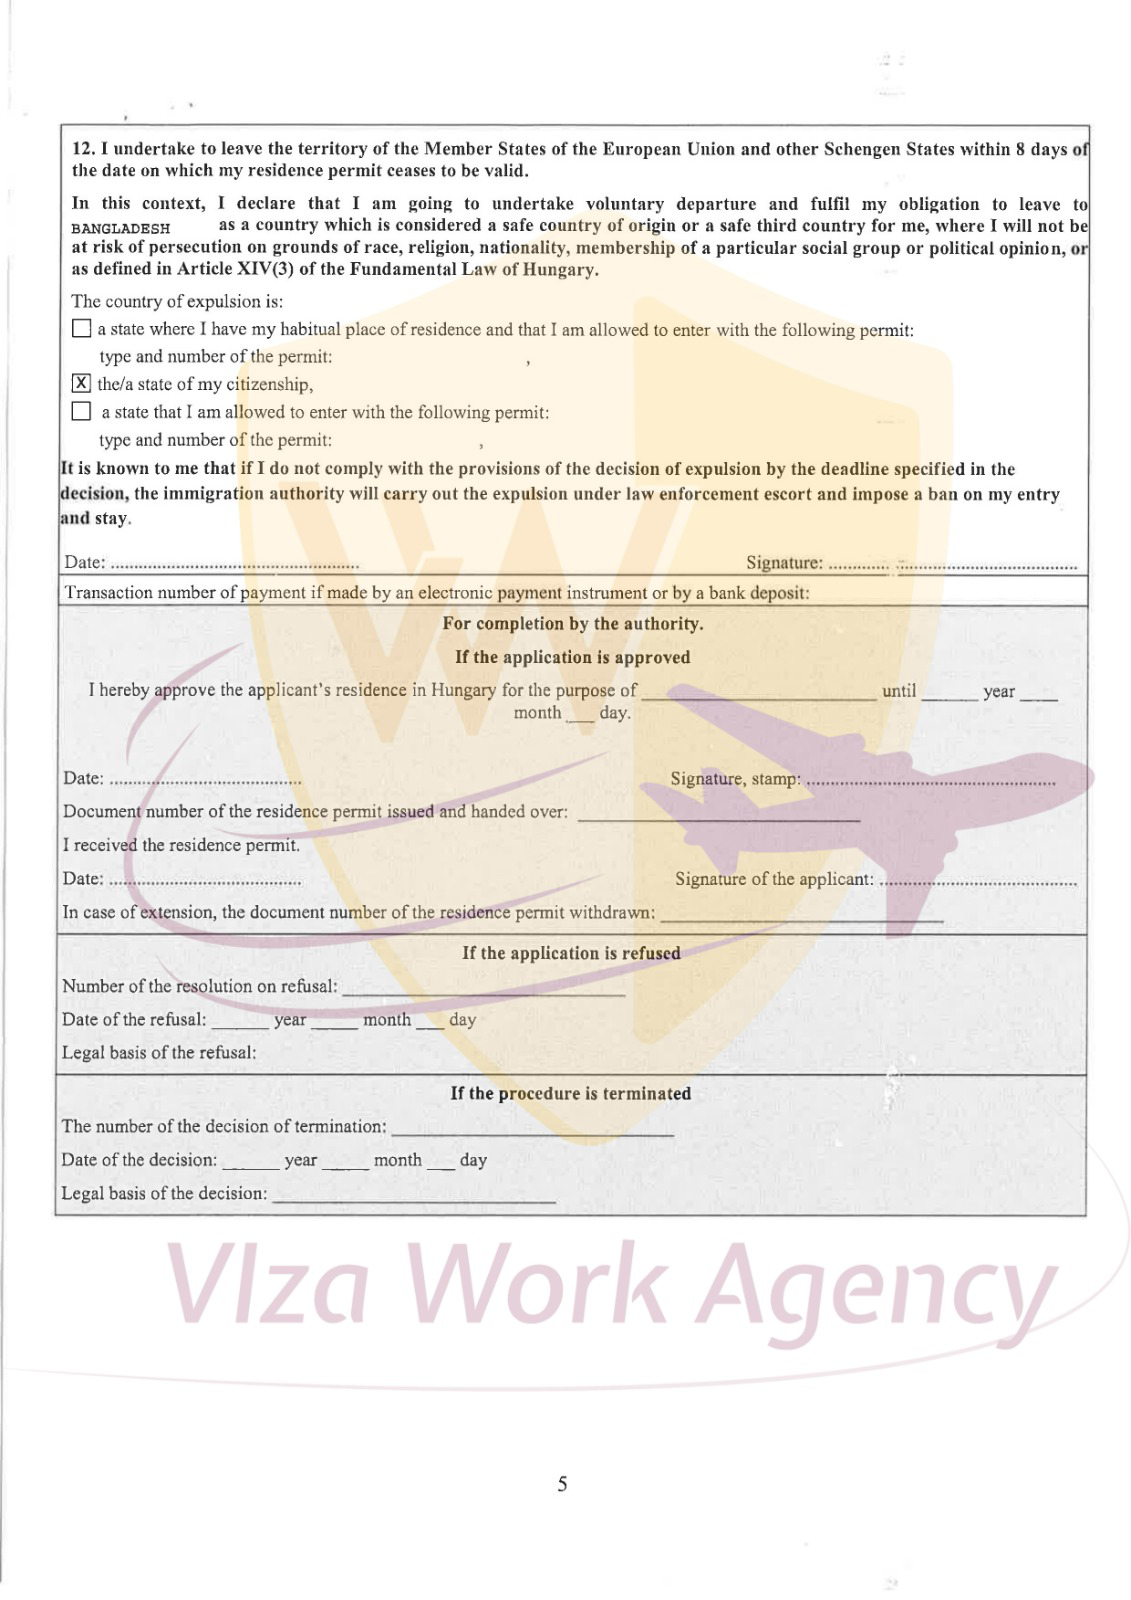 12. I undertake to leave the territory of the Member States of the European Union and other Schengen States within 8 days of
the date on which my residence permit ceases to be valid.
In this context, I declare that I am going to undertake voluntary departure and fulfil my obligation to leave to
BANGLADESH as a country which is considered a safe country of origin or a safe third country for me, where I will not be
at risk of persecution on grounds of race, religion, nationality, membership of a particular social group or political opinion, or
as defined in Article XIV(3) of the Fundamental Law of Hungary.
The country of expulsion is:
☐ a state where I have my habitual place of residence and that I am allowed to enter with the following permit:
type and number of the permit: ,
☒ the/a state of my citizenship,
☐ a state that I am allowed to enter with the following permit:
type and number of the permit: ,
It is known to me that if I do not comply with the provisions of the decision of expulsion by the deadline specified in the
decision, the immigration authority will carry out the expulsion under law enforcement escort and impose a ban on my entry
and stay.
Date: ..................................................... Signature: .....................................................
Transaction number of payment if made by an electronic payment instrument or by a bank deposit:
For completion by the authority.
If the application is approved
I hereby approve the applicant's residence in Hungary for the purpose of _________________________ until ______ year ____
month ___ day.
Date: ......................................... Signature, stamp: .....................................................
Document number of the residence permit issued and handed over: ______________________________
I received the residence permit.
Date: ......................................... Signature of the applicant: ..........................................
In case of extension, the document number of the residence permit withdrawn: ______________________________
If the application is refused
Number of the resolution on refusal: ______________________________
Date of the refusal: ______ year _____ month ___ day
Legal basis of the refusal:
If the procedure is terminated
The number of the decision of termination: ______________________________
Date of the decision: ______ year _____ month ___ day
Legal basis of the decision: ______________________________
VIza Work Agency
5